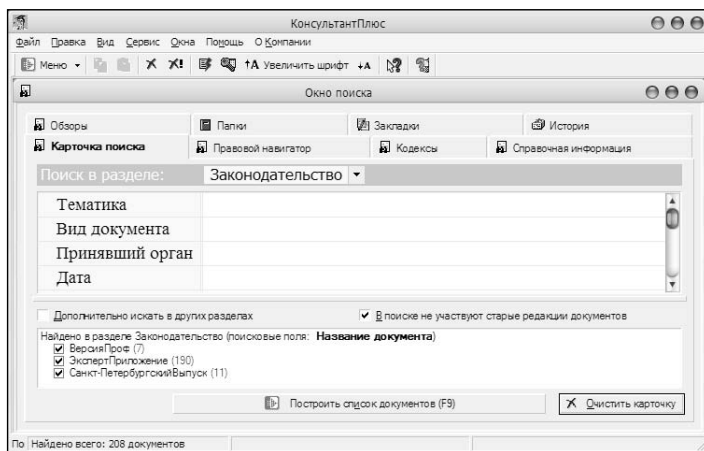 КонсультантПлюс
Файл Правка Вид Сервис Окна Помощь О Компании
Меню Увеличить шрифт
Окно поиска
Обзоры Папки Закладки История
Карточка поиска Правовой навигатор Кодексы Справочная информация
Поиск в разделе: Законодательство
Тематика
Вид документа
Принявший орган
Дата
Дополнительно искать в других разделах В поиске не участвуют старые редакции документов
Найдено в разделе Законодательство (поисковые поля: Название документа)
ВерсияПроф (7)
ЭкспертПриложение (190)
Санкт-ПетербургскийВыпуск (11)
Построить список документов (F9) Очистить карточку
По Найдено всего: 208 документов